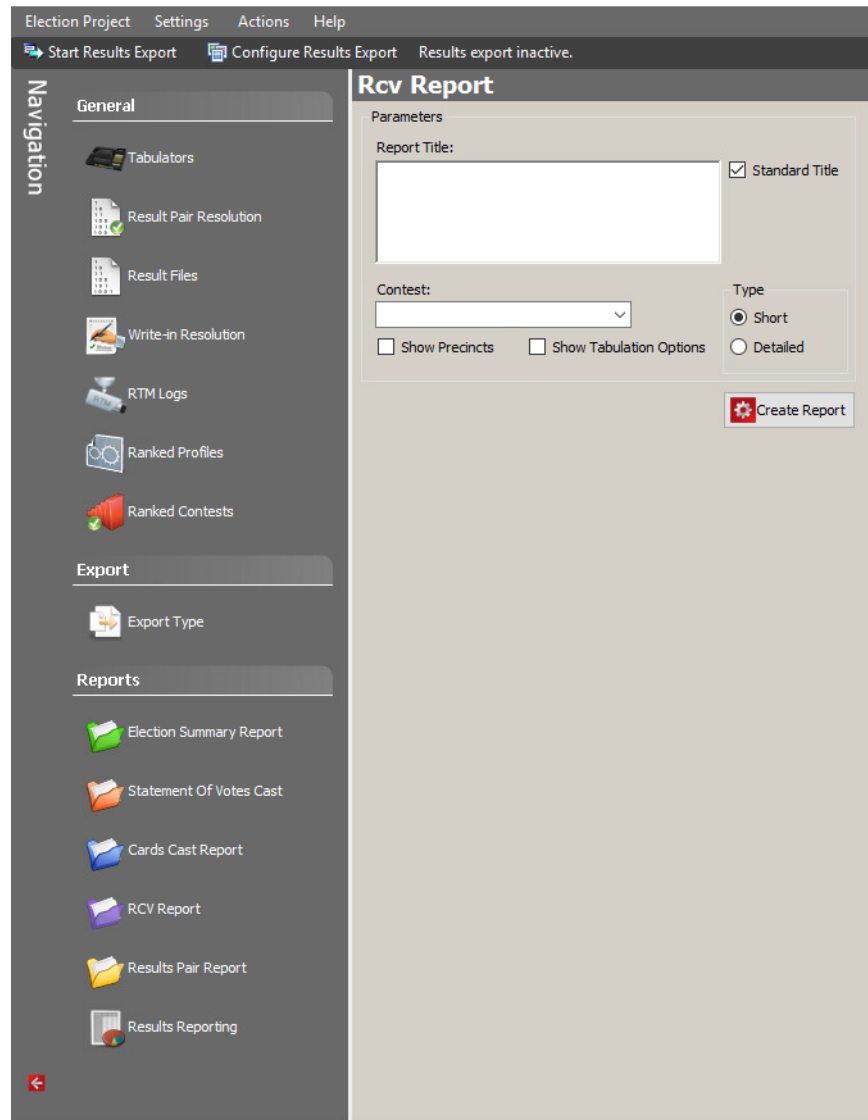 Election Project Settings Actions Help
Start Results Export Configure Results Export Results export inactive.
Navigation
General
Tabulators
Result Pair Resolution
Result Files
Write-in Resolution
RTM Logs
Ranked Profiles
Ranked Contests
Export
Export Type
Reports
Election Summary Report
Statement Of Votes Cast
Cards Cast Report
RCV Report
Results Pair Report
Results Reporting
Rcv Report
Parameters
Report Title:
Standard Title
Contest:
Type
Short
Show Precincts Show Tabulation Options Detailed
Create Report